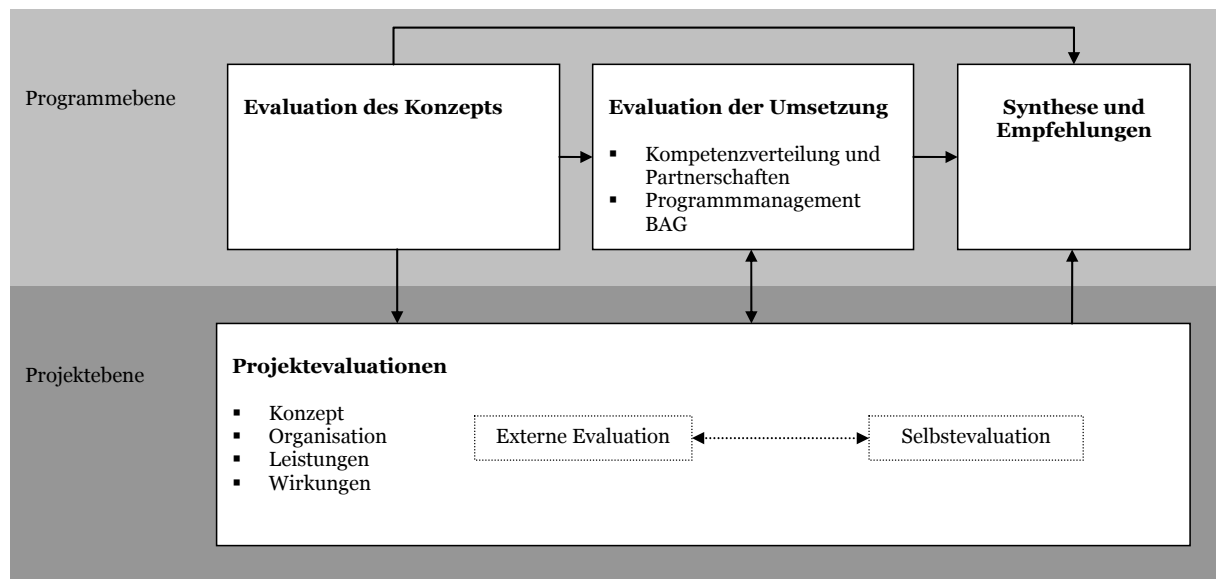 Programmebene
Evaluation des Konzepts
Evaluation der Umsetzung
▪ Kompetenzverteilung und
Partnerschaften
▪ Programmmanagement
BAG
Synthese und
Empfehlungen
Projektebene
Projektevaluationen
▪ Konzept
▪ Organisation
▪ Leistungen
▪ Wirkungen
Externe Evaluation
Selbstevaluation